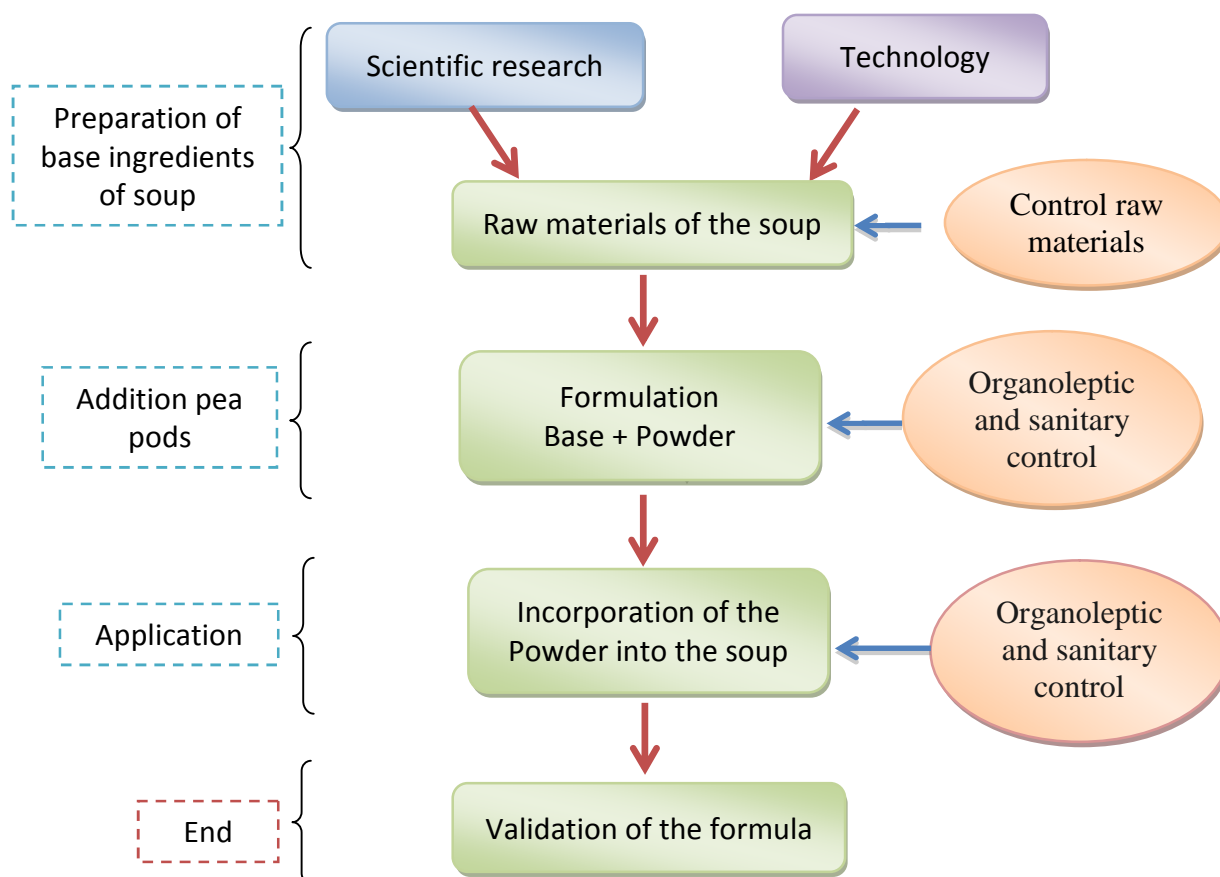 Scientific research
Technology
Preparation of
base ingredients
of soup
Raw materials of the soup
Control raw
materials
Addition pea
pods
Formulation
Base + Powder
Organoleptic
and sanitary
control
Application
Incorporation of the
Powder into the soup
Organoleptic
and sanitary
control
End
Validation of the formula